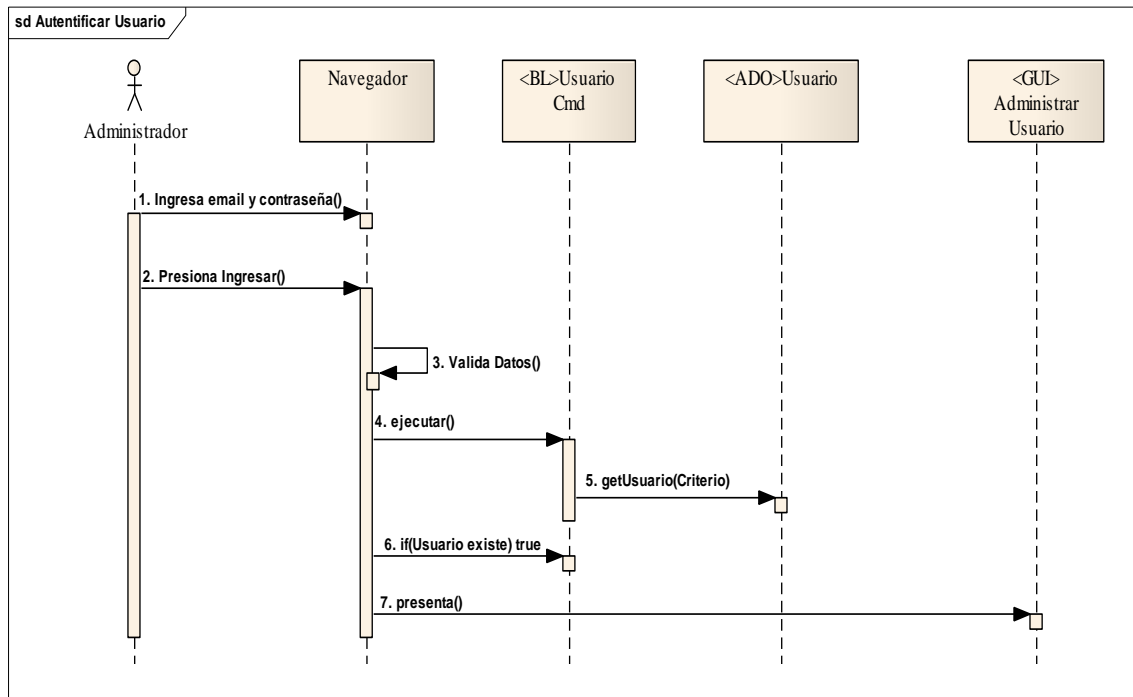 sd Autentificar Usuario
Administrador
Navegador
<BL>Usuario
Cmd
<ADO>Usuario
<GUI>
Administrar
Usuario
1. Ingresa email y contraseña()
2. Presiona Ingresar()
3. Valida Datos()
4. ejecutar()
5. getUsuario(Criterio)
6. if(Usuario existe) true
7. presenta()